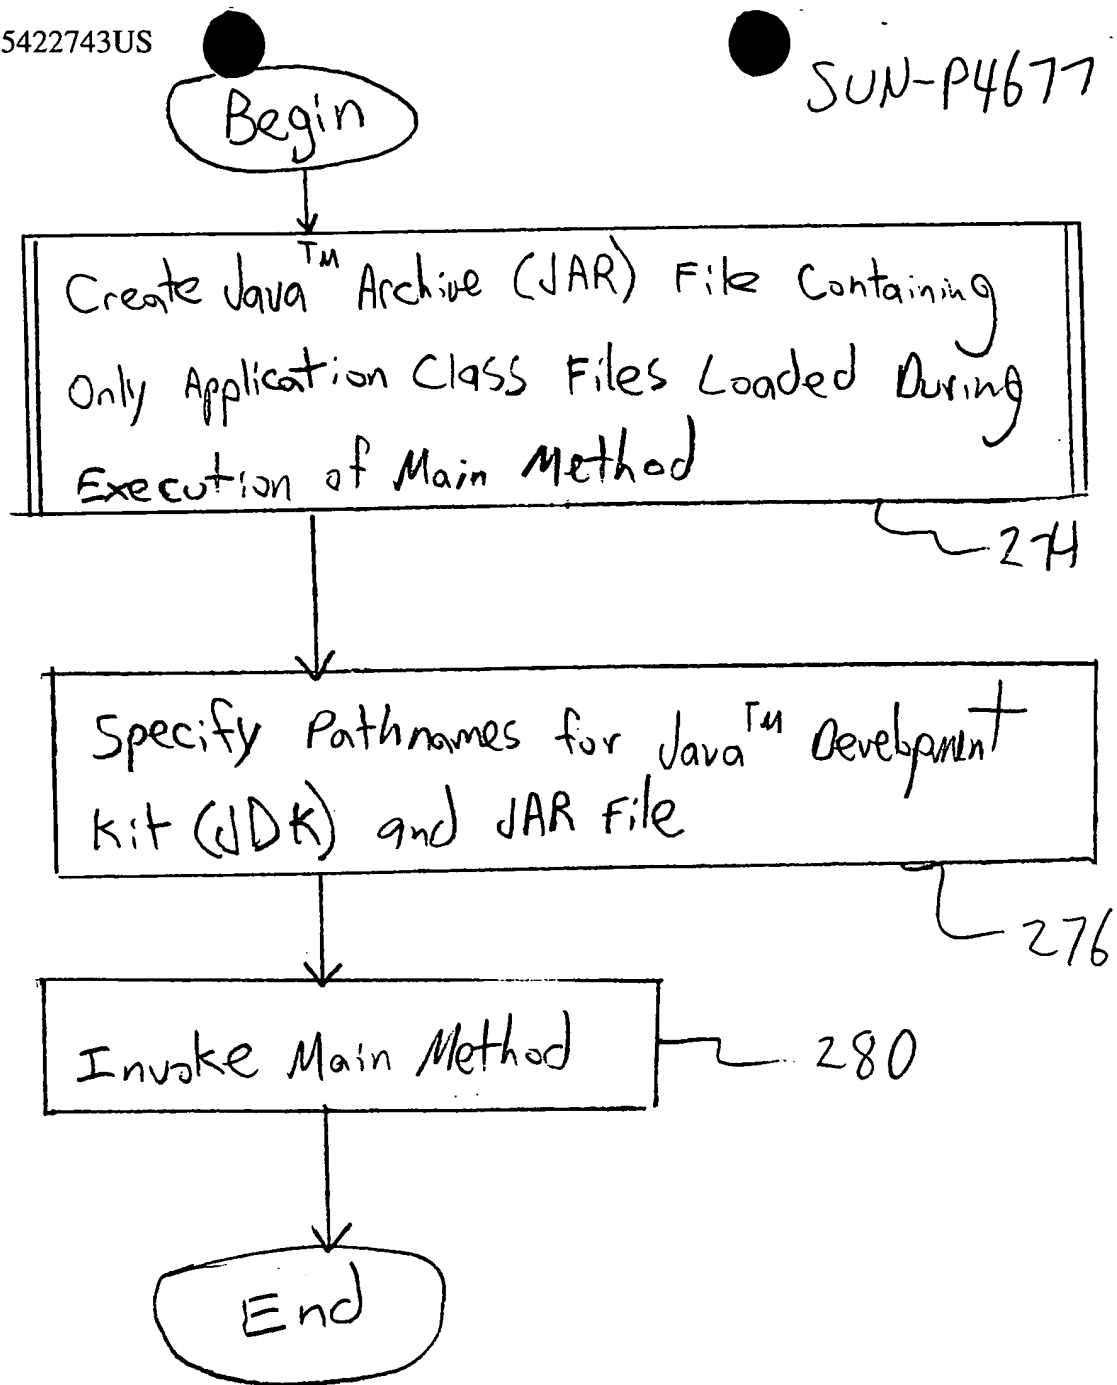 5422743US
SUN-P4677
Begin
Create Java™ Archive (JAR) File Containing
Only Application Class Files Loaded During
Execution of Main Method
274
Specify Pathnames for Java™ Development
Kit (JDK) and JAR File
276
Invoke Main Method
280
End